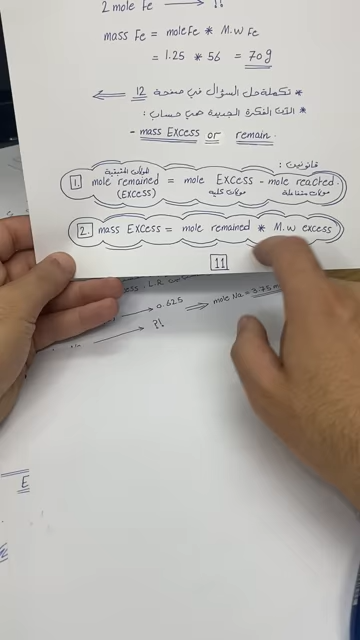 2 mole Fe → ?!
mass Fe = mole Fe * M.W Fe
= 1.25 * 56 = 70g
* تكملة حل السؤال في صفحة 12 ←
* الآن الفكرة الجديدة هي حساب :
- mass EXcess or remain.
قانونين :
المولات المتبقية
1. mole remained = mole EXcess - mole reacted.
(EXcess) مولات كلية مولات متفاعلة
2. mass EXcess = mole remained * M.W excess
11
L.R
→ 0.625 ⇒ mole Na = 3.75
→ ?!
E